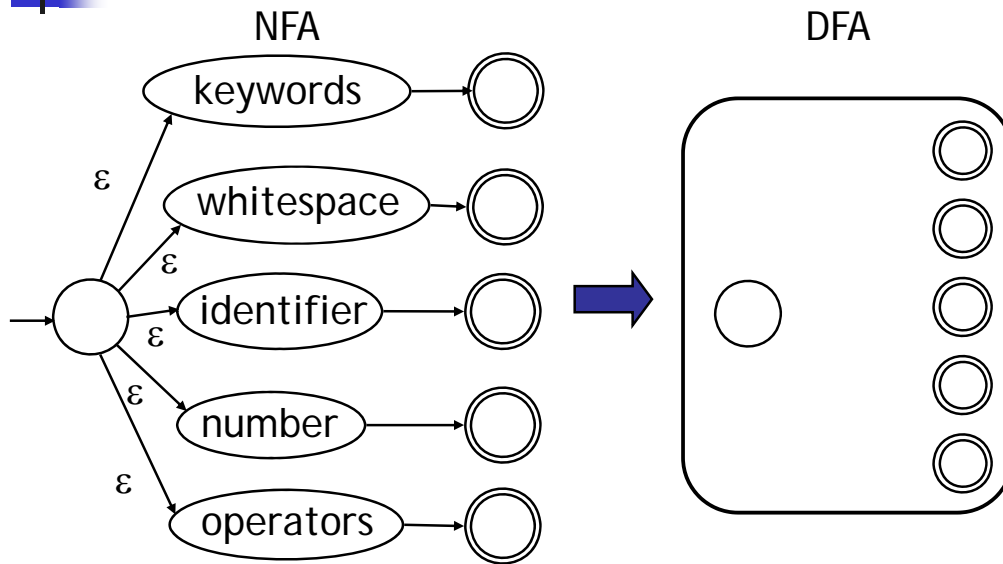 NFA
DFA
keywords
ε
whitespace
ε
identifier
ε
ε
number
ε
operators